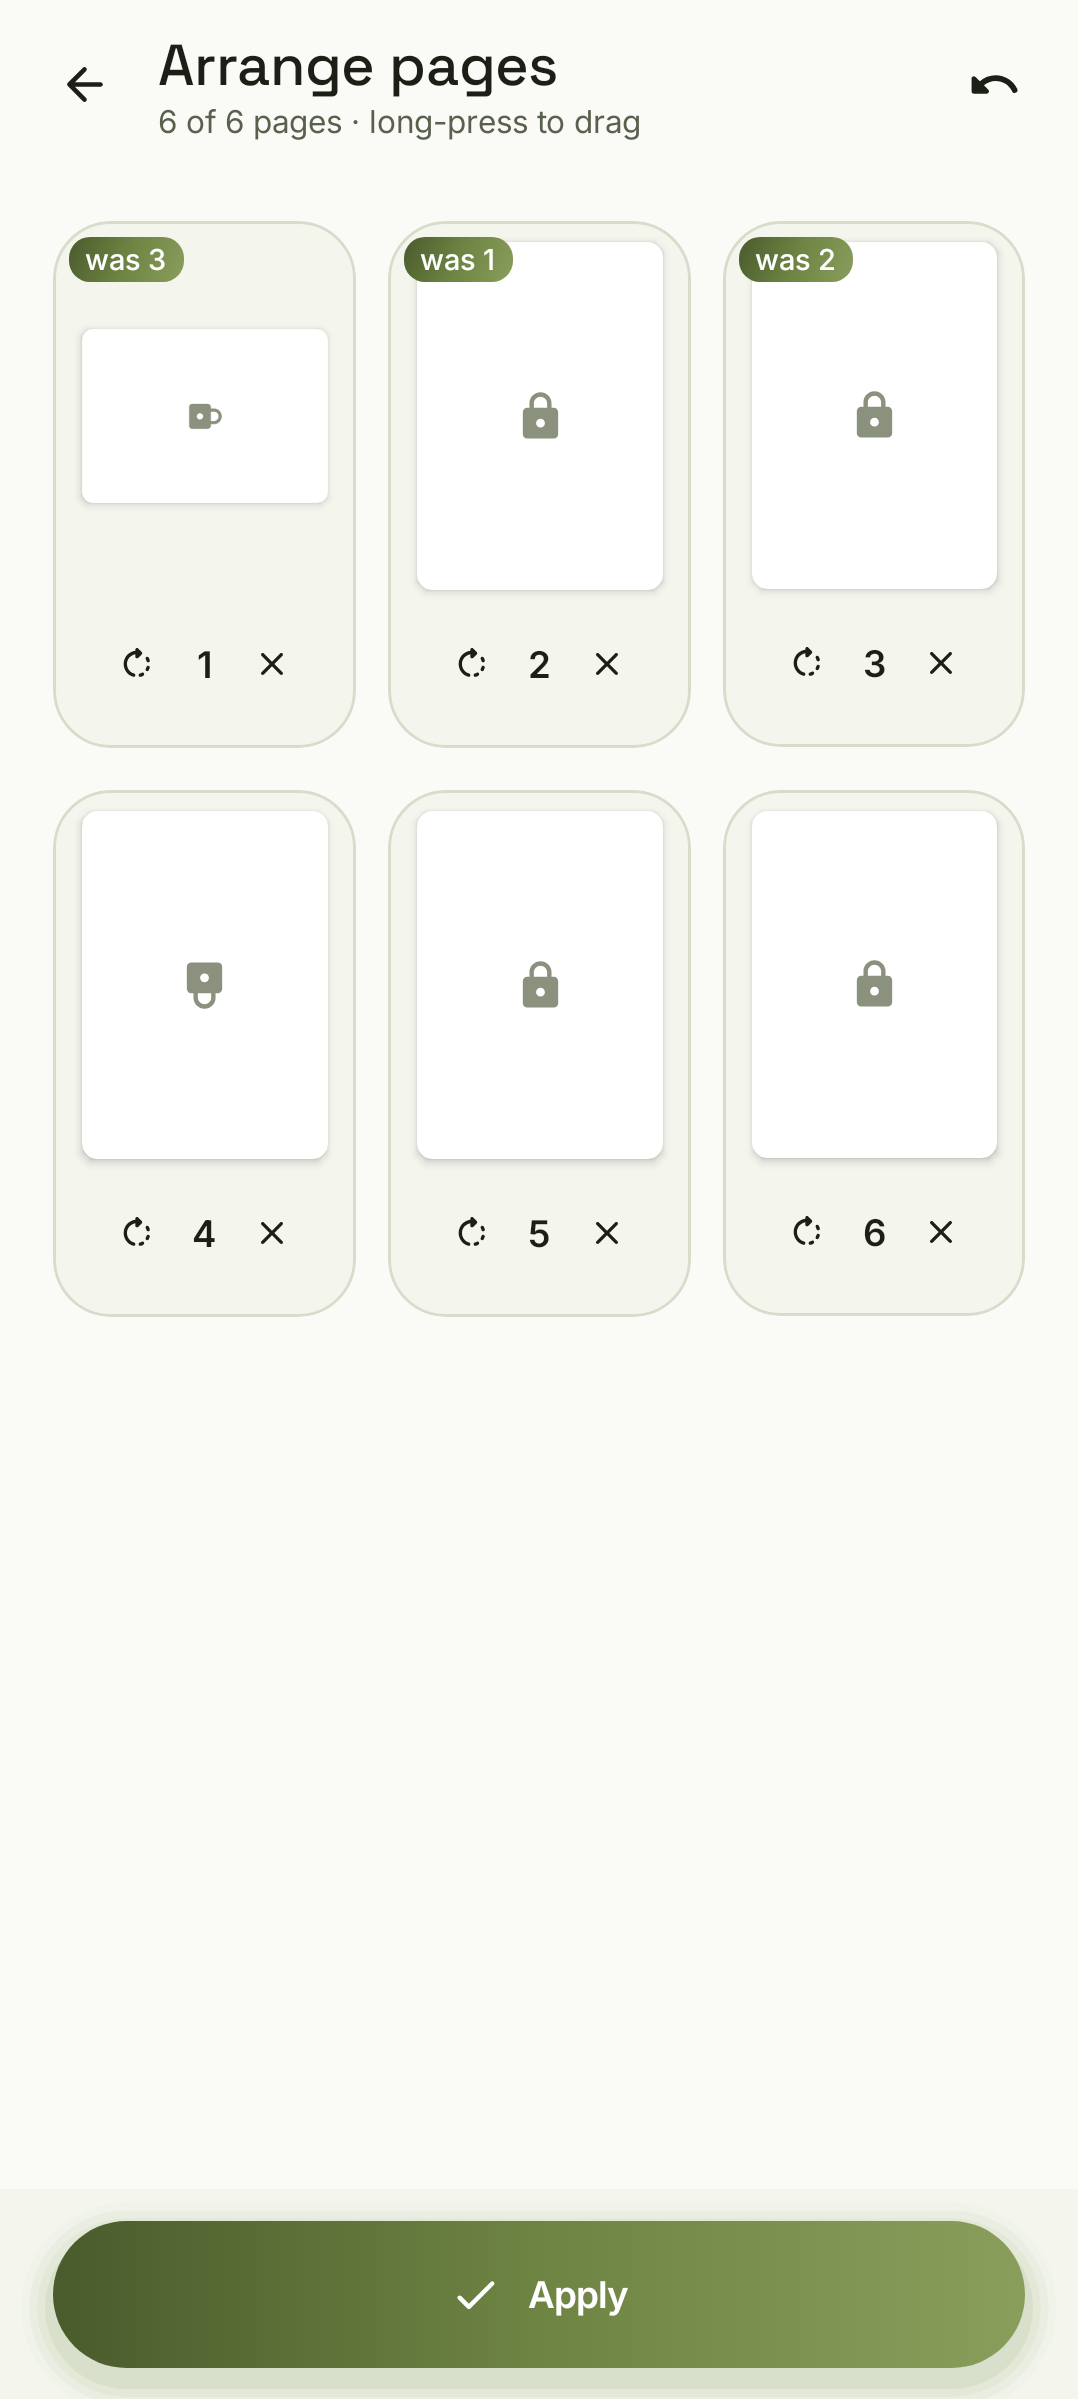 Arrange pages
6 of 6 pages · long-press to drag
was 3
was 1
was 2
1
2
3
4
5
6
Apply